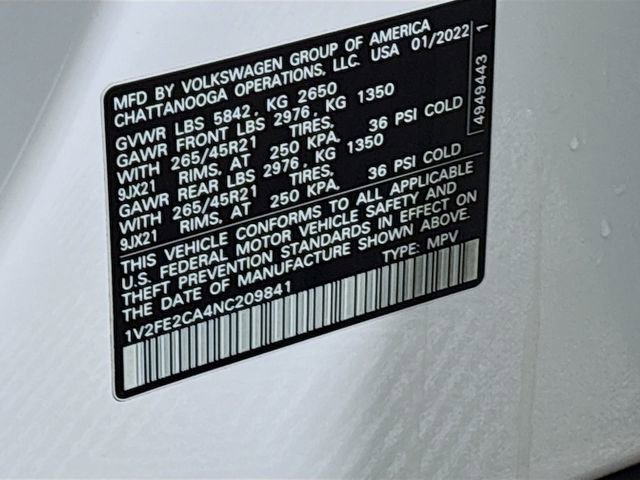 MFD BY VOLKSWAGEN GROUP OF AMERICA
CHATTANOOGA OPERATIONS, LLC. USA 01/2022
GVWR LBS 5842, KG 2650
GAWR FRONT LBS 2976, KG 1350
WITH 265/45R21 TIRES,
9JX21 RIMS, AT 250 KPA, 36 PSI COLD
GAWR REAR LBS 2976, KG 1350
WITH 265/45R21 TIRES,
9JX21 RIMS, AT 250 KPA, 36 PSI COLD
THIS VEHICLE CONFORMS TO ALL APPLICABLE
U.S. FEDERAL MOTOR VEHICLE SAFETY AND
THEFT PREVENTION STANDARDS IN EFFECT ON
THE DATE OF MANUFACTURE SHOWN ABOVE.
1V2FE2CA4NC209841 TYPE: MPV
4949443 1